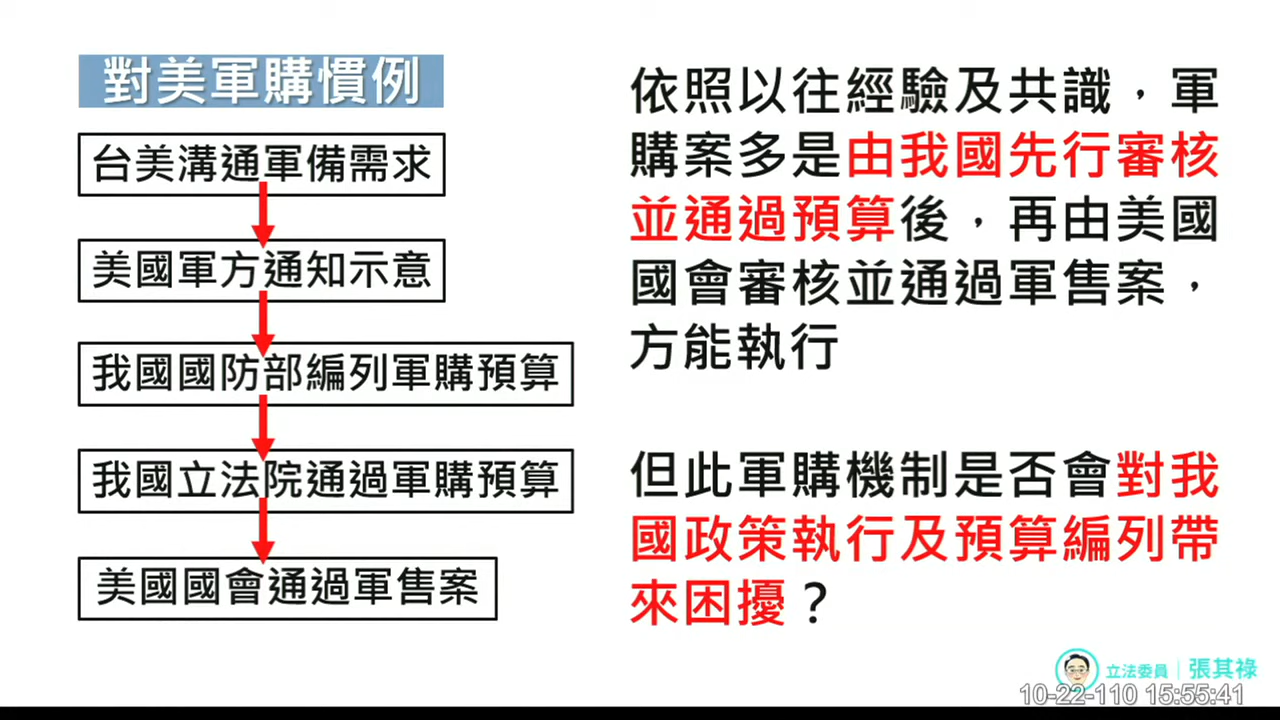 對美軍購慣例
台美溝通軍備需求
美國軍方通知示意
我國國防部編列軍購預算
我國立法院通過軍購預算
美國國會通過軍售案
依照以往經驗及共識，軍
購案多是由我國先行審核
並通過預算後，再由美國
國會審核並通過軍售案，
方能執行
但此軍購機制是否會對我
國政策執行及預算編列帶
來困擾？
立法委員｜張其祿
10-22-110 15:55:41